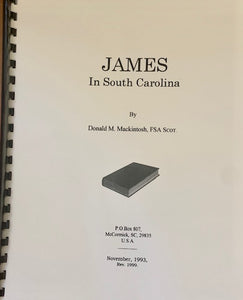 JAMES
In South Carolina
By
Donald M. Mackintosh, FSA SCOT.
P.O.Box 807,
McCormick, SC, 29835
U S A
November, 1993,
Rev. 1999.